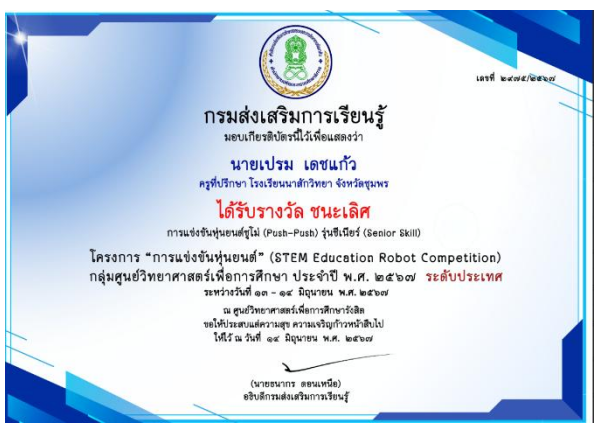 เลขที่ ๒๙๗๕/๒๕๖๗
กรมส่งเสริมการเรียนรู้
มอบเกียรติบัตรนี้ไว้เพื่อแสดงว่า
นายเปรม เดชแก้ว
ครูที่ปรึกษา โรงเรียนนาสักวิทยา จังหวัดชุมพร
ได้รับรางวัล ชนะเลิศ
การแข่งขันหุ่นยนต์ซูโม่ (Push-Push) รุ่นซีเนียร์ (Senior Skill)
โครงการ “การแข่งขันหุ่นยนต์” (STEM Education Robot Competition)
กลุ่มศูนย์วิทยาศาสตร์เพื่อการศึกษา ประจำปี พ.ศ. ๒๕๖๗ ระดับประเทศ
ระหว่างวันที่ ๑๓ - ๑๔ มิถุนายน พ.ศ. ๒๕๖๗
ณ ศูนย์วิทยาศาสตร์เพื่อการศึกษารังสิต
ขอให้ประสบแต่ความสุข ความเจริญก้าวหน้าสืบไป
ให้ไว้ ณ วันที่ ๑๔ มิถุนายน พ.ศ. ๒๕๖๗
(นายธนากร ดอนเหนือ)
อธิบดีกรมส่งเสริมการเรียนรู้